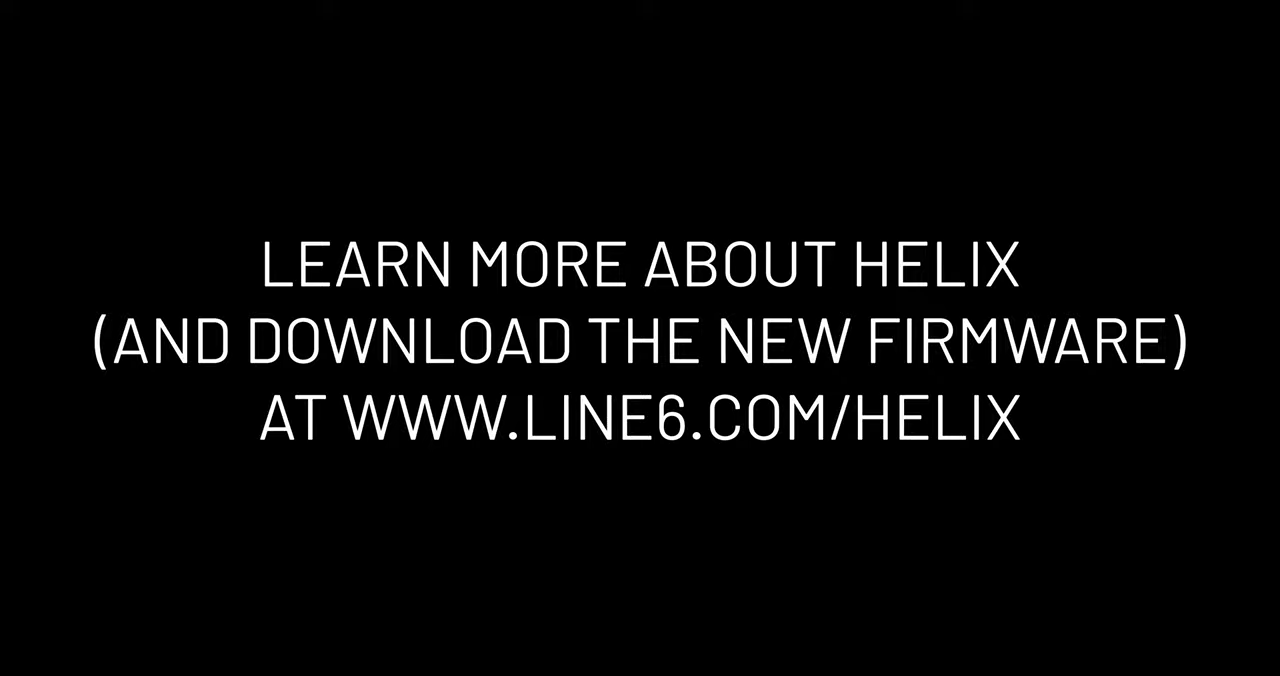 LEARN MORE ABOUT HELIX
(AND DOWNLOAD THE NEW FIRMWARE)
AT WWW.LINE6.COM/HELIX